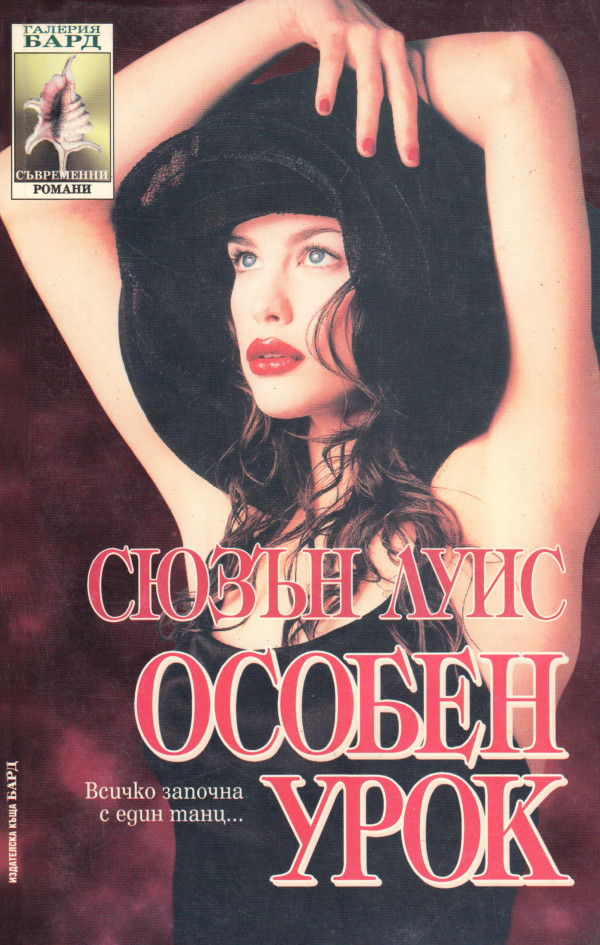 ГАЛЕРИЯ
БАРД
СЪВРЕМЕННИ
РОМАНИ
СЮЗЪН ЛУИС
ОСОБЕН
УРОК
Всичко започна
с един танц...
ИЗДАТЕЛСКА КЪЩА БАРД